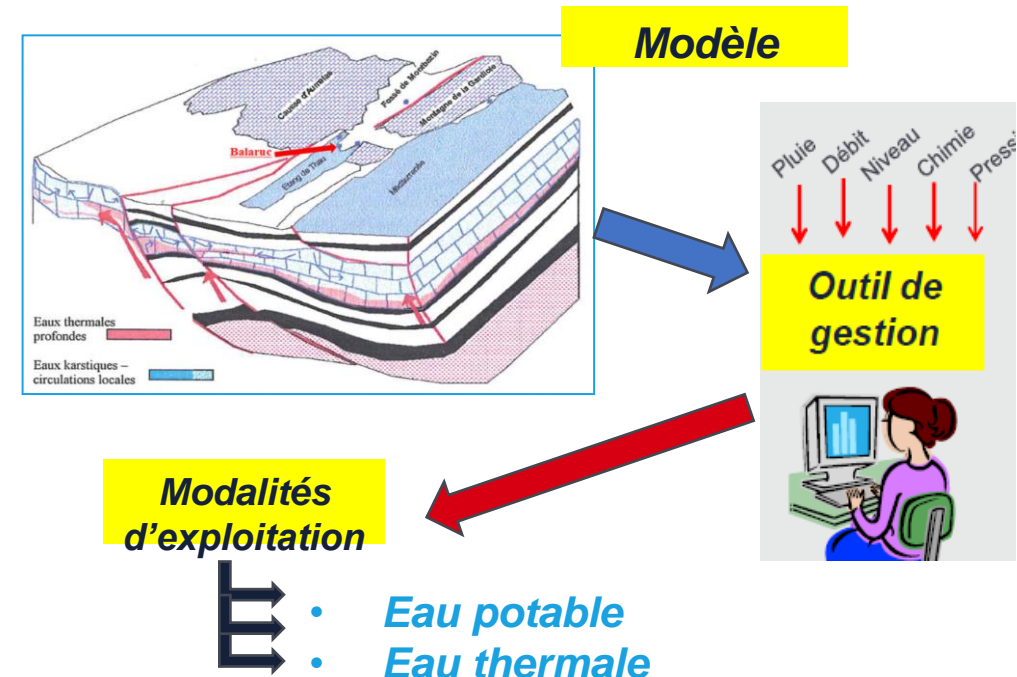 Modèle
Causse d'Aumelas
Fossé de Montbazin
Montagne de la Gardiole
Balaruc
Etang de Thau
Méditerranée
Eaux thermales
profondes
Eaux karstiques –
circulations locales
Pluie
Débit
Niveau
Chimie
Pressi
Outil de
gestion
Modalités
d’exploitation
• Eau potable
• Eau thermale